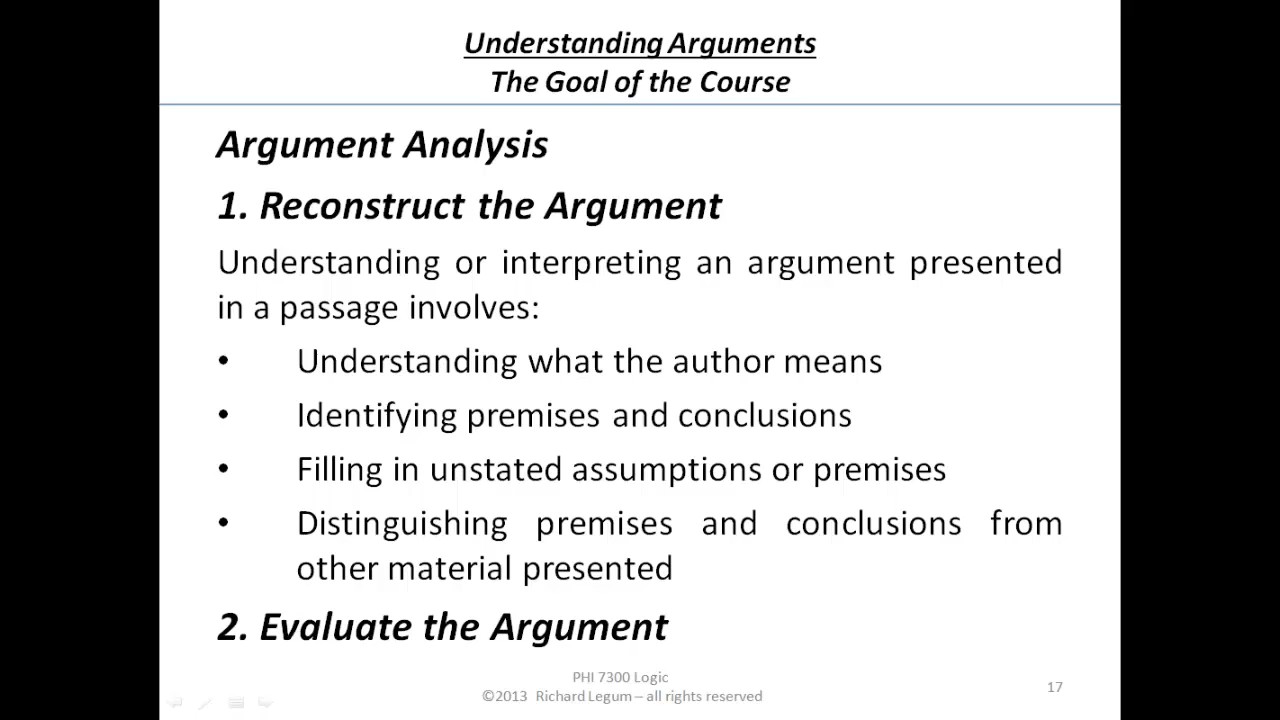 Understanding Arguments
The Goal of the Course
Argument Analysis
1. Reconstruct the Argument
Understanding or interpreting an argument presented
in a passage involves:
• Understanding what the author means
• Identifying premises and conclusions
• Filling in unstated assumptions or premises
• Distinguishing premises and conclusions from
other material presented
2. Evaluate the Argument
PHI 7300 Logic
©2013 Richard Legum – all rights reserved
17